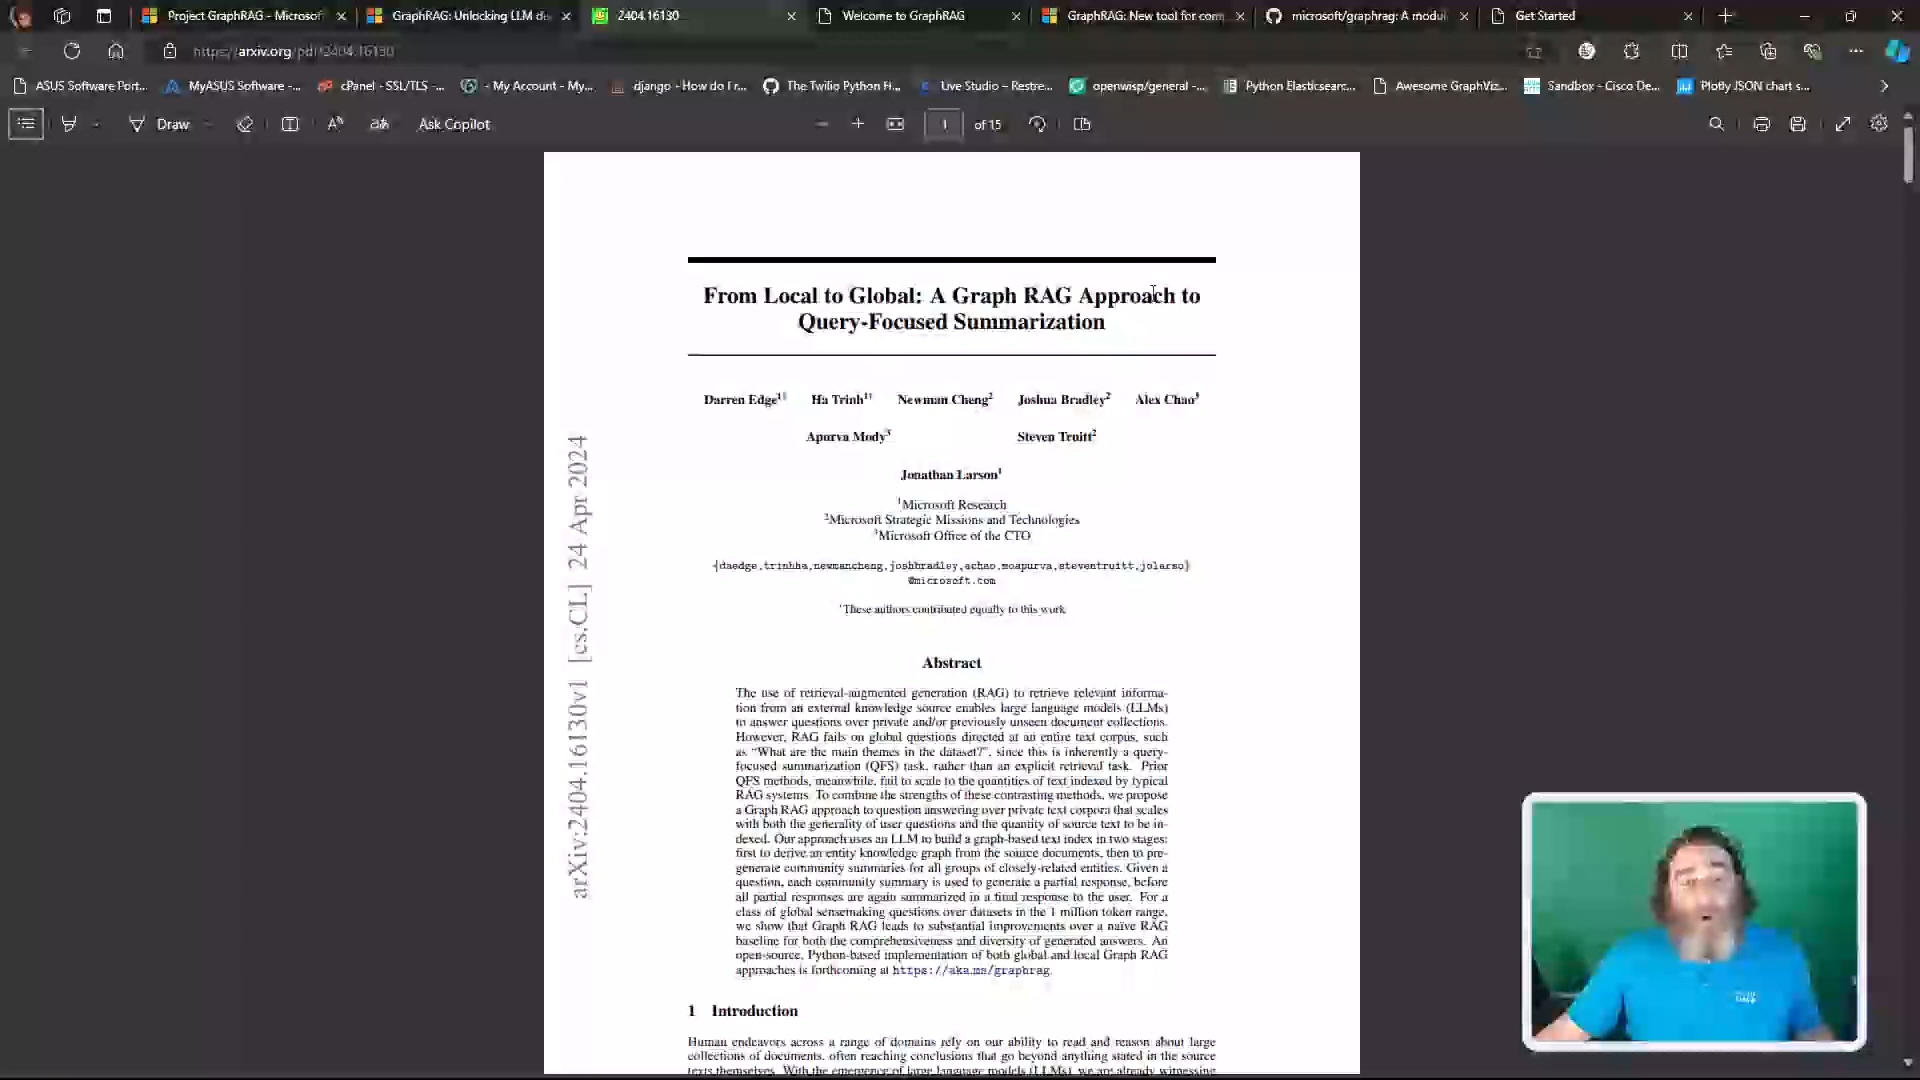 Project GraphRAG - Microsof
GraphRAG: Unlocking LLM di
2404.16130
Welcome to GraphRAG
GraphRAG: New tool for com
microsoft/graphrag: A modul
Get Started
https://arxiv.org/pdf/2404.16130
ASUS Software Port...
MyASUS Software -...
cPanel - SSL/TLS -...
- My Account - My...
django - How do I r...
The Twilio Python H...
Live Studio – Restre...
openwisp/general -...
Python Elasticsearc...
Awesome GraphViz...
Sandbox - Cisco De...
Plotly JSON chart s...
Draw
Ask Copilot
1
of 15
From Local to Global: A Graph RAG Approach to
Query-Focused Summarization
Darren Edge1† Ha Trinh1† Newman Cheng2 Joshua Bradley2 Alex Chao3
Apurva Mody3 Steven Truitt2
Jonathan Larson1
1Microsoft Research
2Microsoft Strategic Missions and Technologies
3Microsoft Office of the CTO
{daedge,trinhha,newmancheng,joshbradley,achao,moapurva,steventruitt,jolarso}
@microsoft.com
†These authors contributed equally to this work
arXiv:2404.16130v1 [cs.CL] 24 Apr 2024
Abstract
The use of retrieval-augmented generation (RAG) to retrieve relevant informa-
tion from an external knowledge source enables large language models (LLMs)
to answer questions over private and/or previously unseen document collections.
However, RAG fails on global questions directed at an entire text corpus, such
as “What are the main themes in the dataset?”, since this is inherently a query-
focused summarization (QFS) task, rather than an explicit retrieval task. Prior
QFS methods, meanwhile, fail to scale to the quantities of text indexed by typical
RAG systems. To combine the strengths of these contrasting methods, we propose
a Graph RAG approach to question answering over private text corpora that scales
with both the generality of user questions and the quantity of source text to be in-
dexed. Our approach uses an LLM to build a graph-based text index in two stages:
first to derive an entity knowledge graph from the source documents, then to pre-
generate community summaries for all groups of closely-related entities. Given a
question, each community summary is used to generate a partial response, before
all partial responses are again summarized in a final response to the user. For a
class of global sensemaking questions over datasets in the 1 million token range,
we show that Graph RAG leads to substantial improvements over a naïve RAG
baseline for both the comprehensiveness and diversity of generated answers. An
open-source, Python-based implementation of both global and local Graph RAG
approaches is forthcoming at https://aka.ms/graphrag.
1 Introduction
Human endeavors across a range of domains rely on our ability to read and reason about large
collections of documents, often reaching conclusions that go beyond anything stated in the source
texts themselves. With the emergence of large language models (LLMs), we are already witnessing